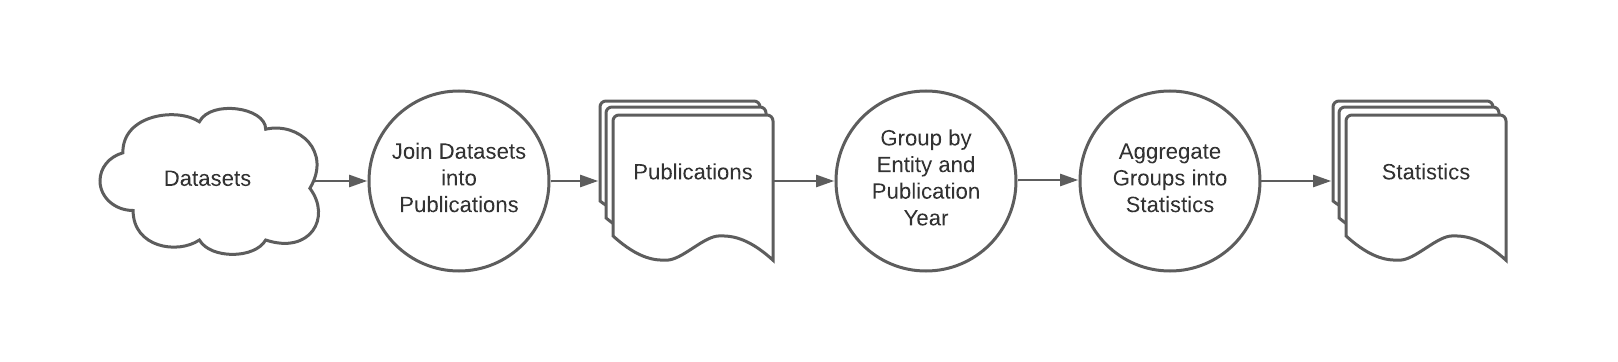 Datasets
Join Datasets
into
Publications
Publications
Group by
Entity and
Publication
Year
Aggregate
Groups into
Statistics
Statistics